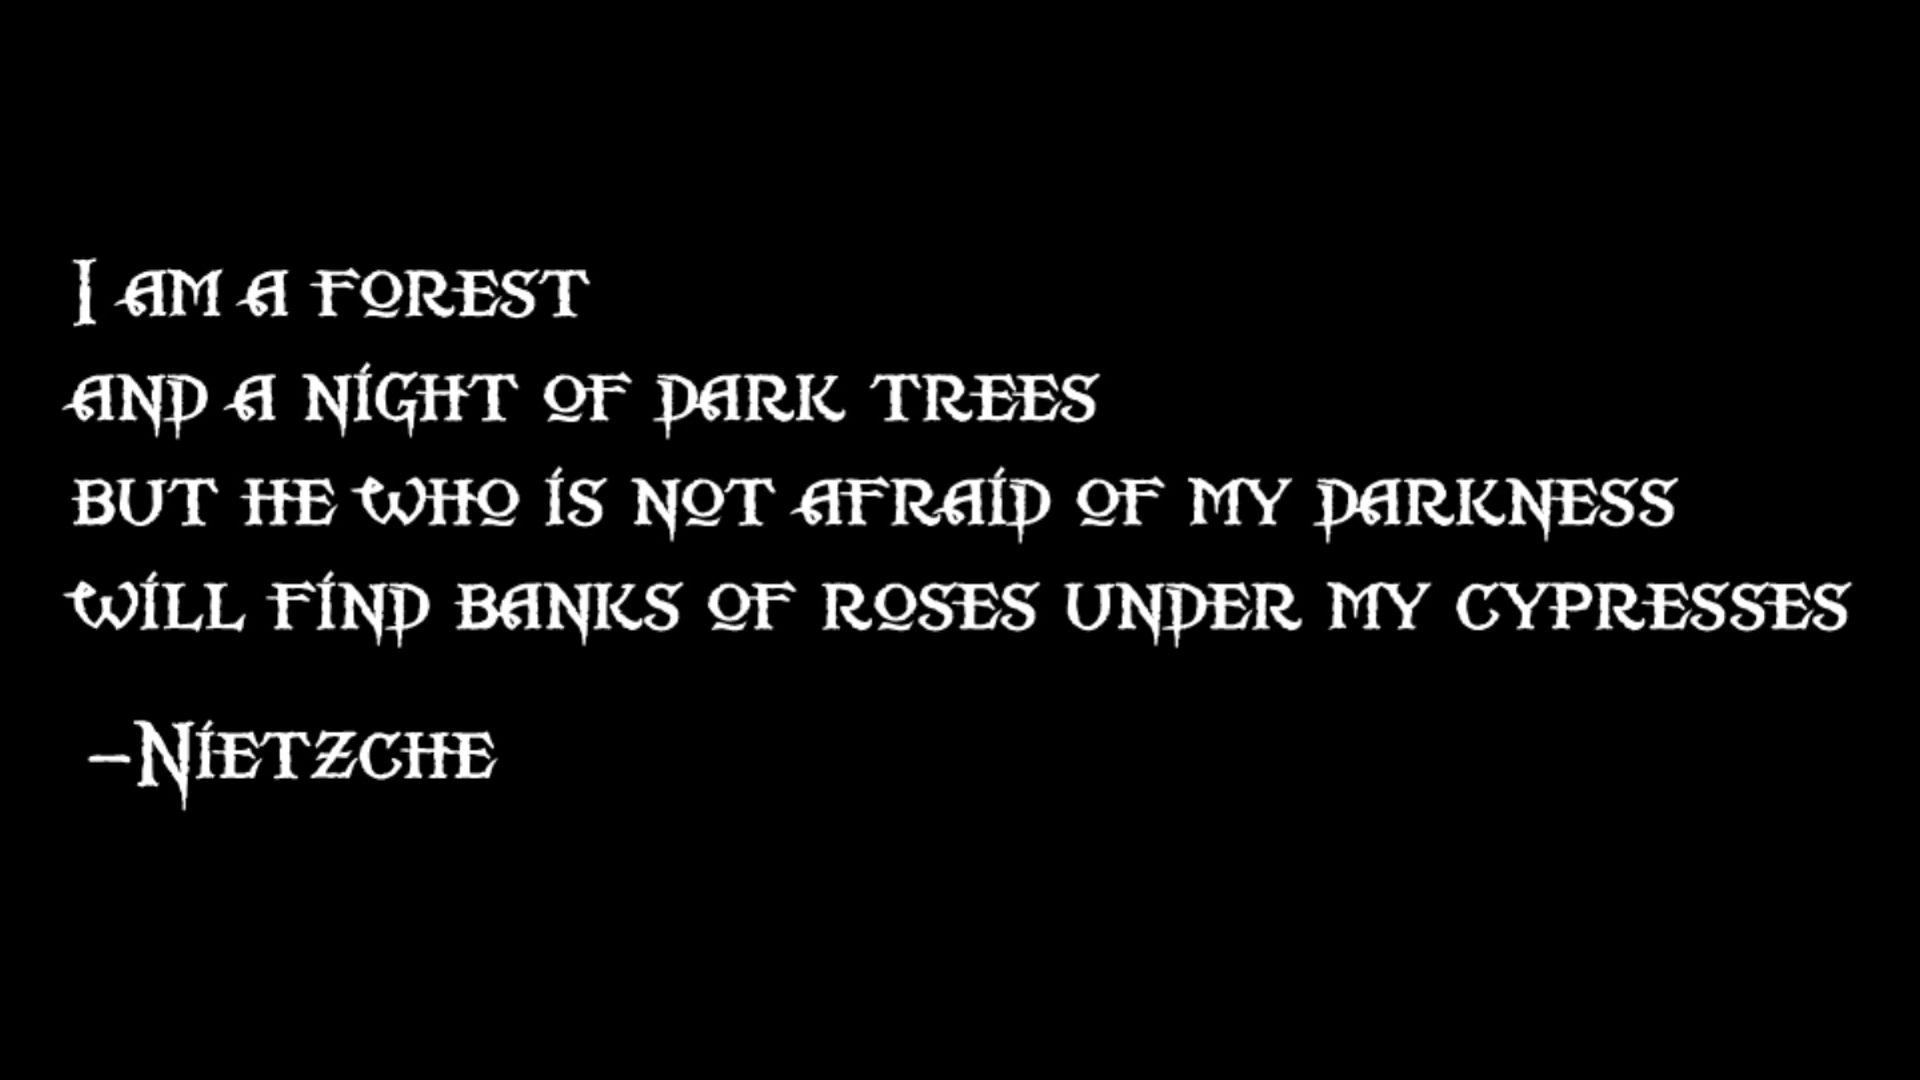 I am a forest
and a night of dark trees
but he who is not afraid of my darkness
will find banks of roses under my cypresses
-Nietzche